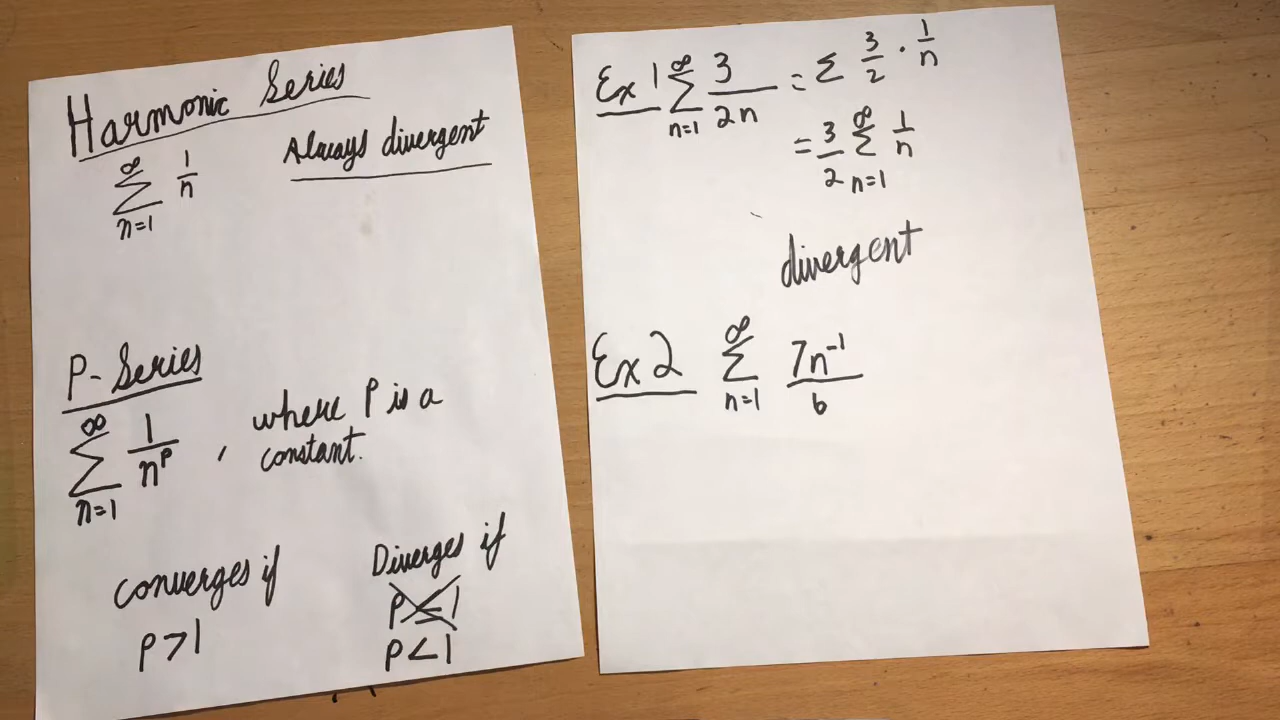 Harmonic Series
∞
∑ 1/n Always divergent
n=1
P-Series
∞
∑ 1/n^p , where P is a
n=1 constant.
converges if Diverges if
p>1 p≤1
p<1
Ex 1 ∞
∑ 3/2n = ∑ 3/2 · 1/n
n=1
= 3/2 ∞
∑ 1/n
n=1
divergent
Ex 2 ∞
∑ 7n^-1/6
n=1